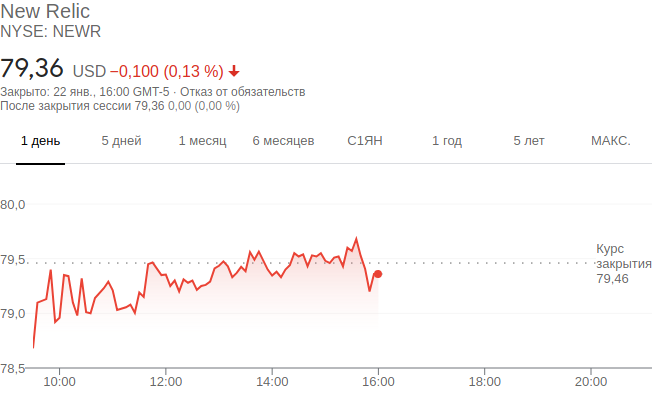 New Relic
NYSE: NEWR
79,36 USD −0,100 (0,13 %)
Закрыто: 22 янв., 16:00 GMT-5 · Отказ от обязательств
После закрытия сессии 79,36 0,00 (0,00 %)
1 день 5 дней 1 месяц 6 месяцев С1ЯН 1 год 5 лет МАКС.
80,0
79,5
79,0
78,5
Курс
закрытия
79,46
10:00 12:00 14:00 16:00 18:00 20:00